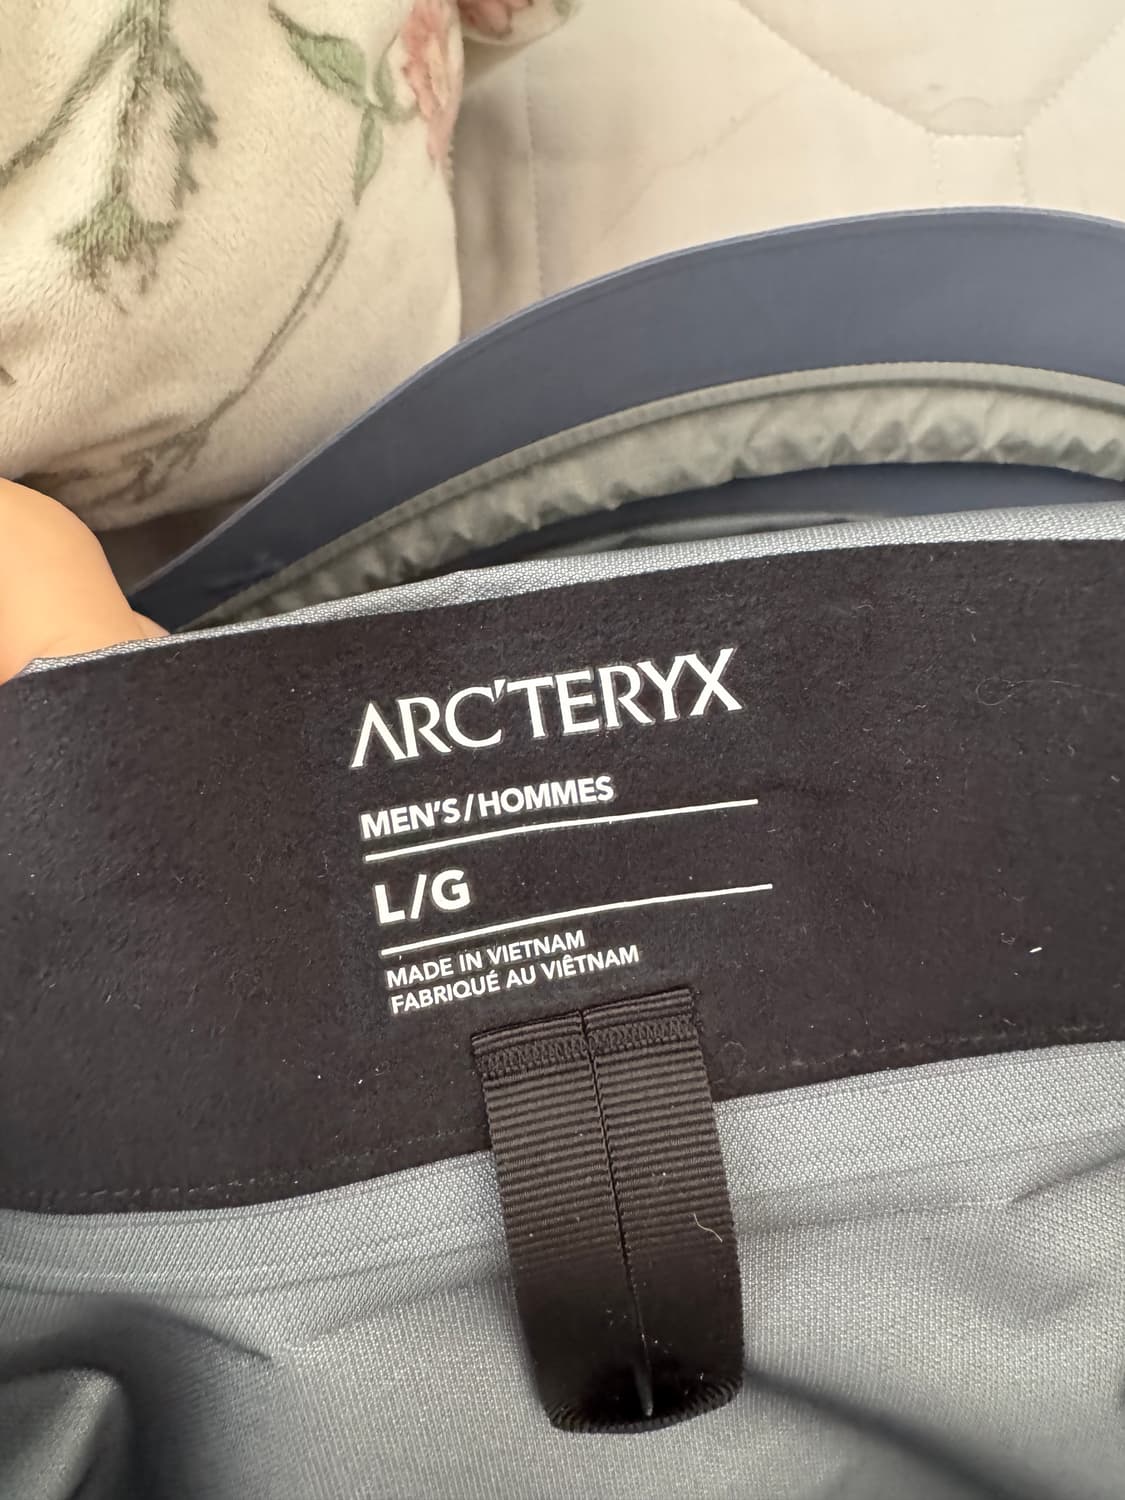 ARC'TERYX
MEN'S/HOMMES
L/G
MADE IN VIETNAM
FABRIQUÉ AU VIÊTNAM